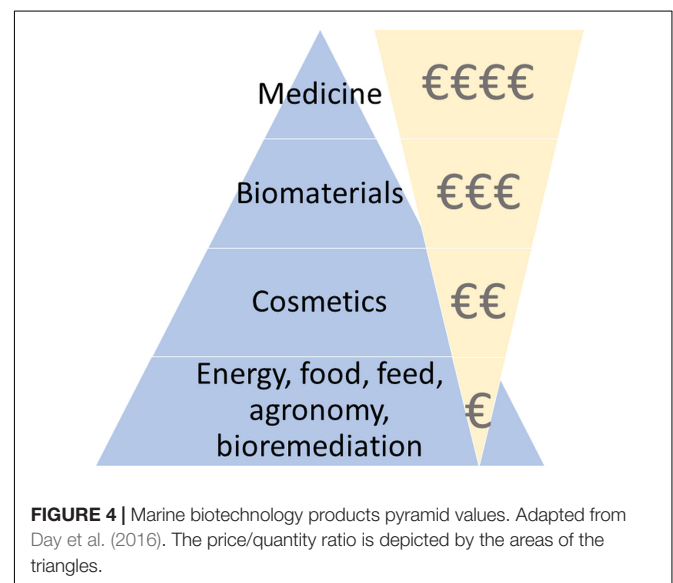 Medicine €€€€
Biomaterials €€€
Cosmetics €€
Energy, food, feed,
agronomy, €
bioremediation
FIGURE 4 | Marine biotechnology products pyramid values. Adapted from
Day et al. (2016). The price/quantity ratio is depicted by the areas of the
triangles.